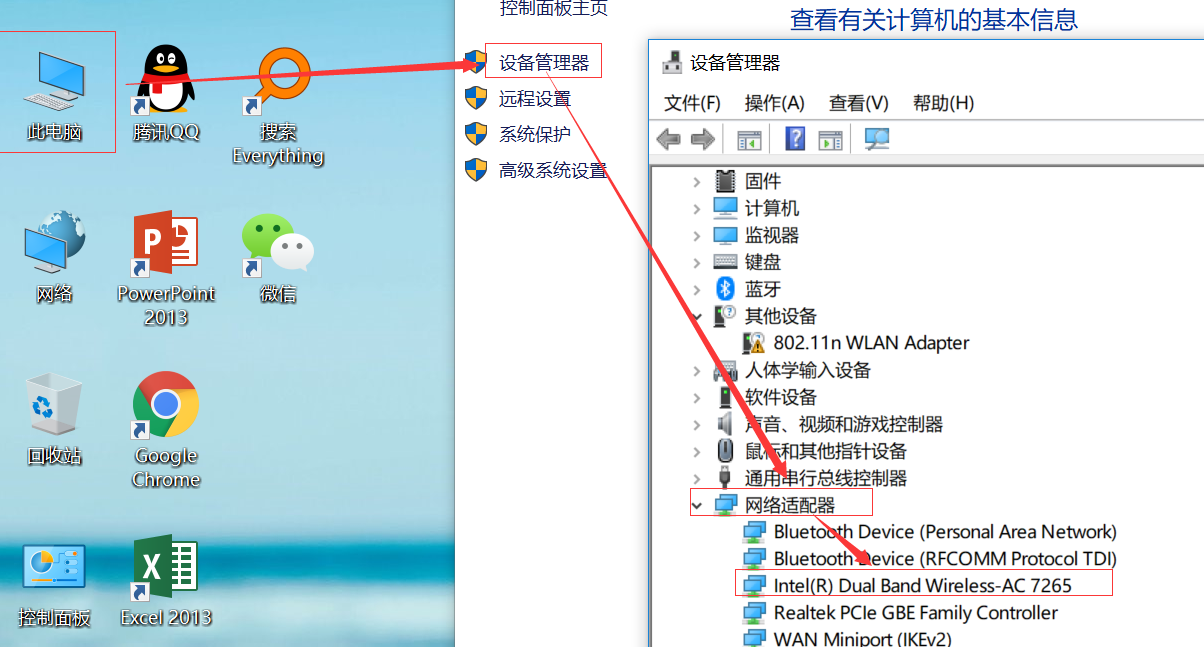 此电脑
腾讯QQ
搜索
Everything
网络
PowerPoint
2013
微信
回收站
Google
Chrome
控制面板
Excel 2013
控制面板主页
设备管理器
远程设置
系统保护
高级系统设置
查看有关计算机的基本信息
设备管理器
文件(F) 操作(A) 查看(V) 帮助(H)
固件
计算机
监视器
键盘
蓝牙
其他设备
802.11n WLAN Adapter
人体学输入设备
软件设备
声音、视频和游戏控制器
鼠标和其他指针设备
通用串行总线控制器
网络适配器
Bluetooth Device (Personal Area Network)
Bluetooth Device (RFCOMM Protocol TDI)
Intel(R) Dual Band Wireless-AC 7265
Realtek PCIe GBE Family Controller
WAN Miniport (IKEv2)